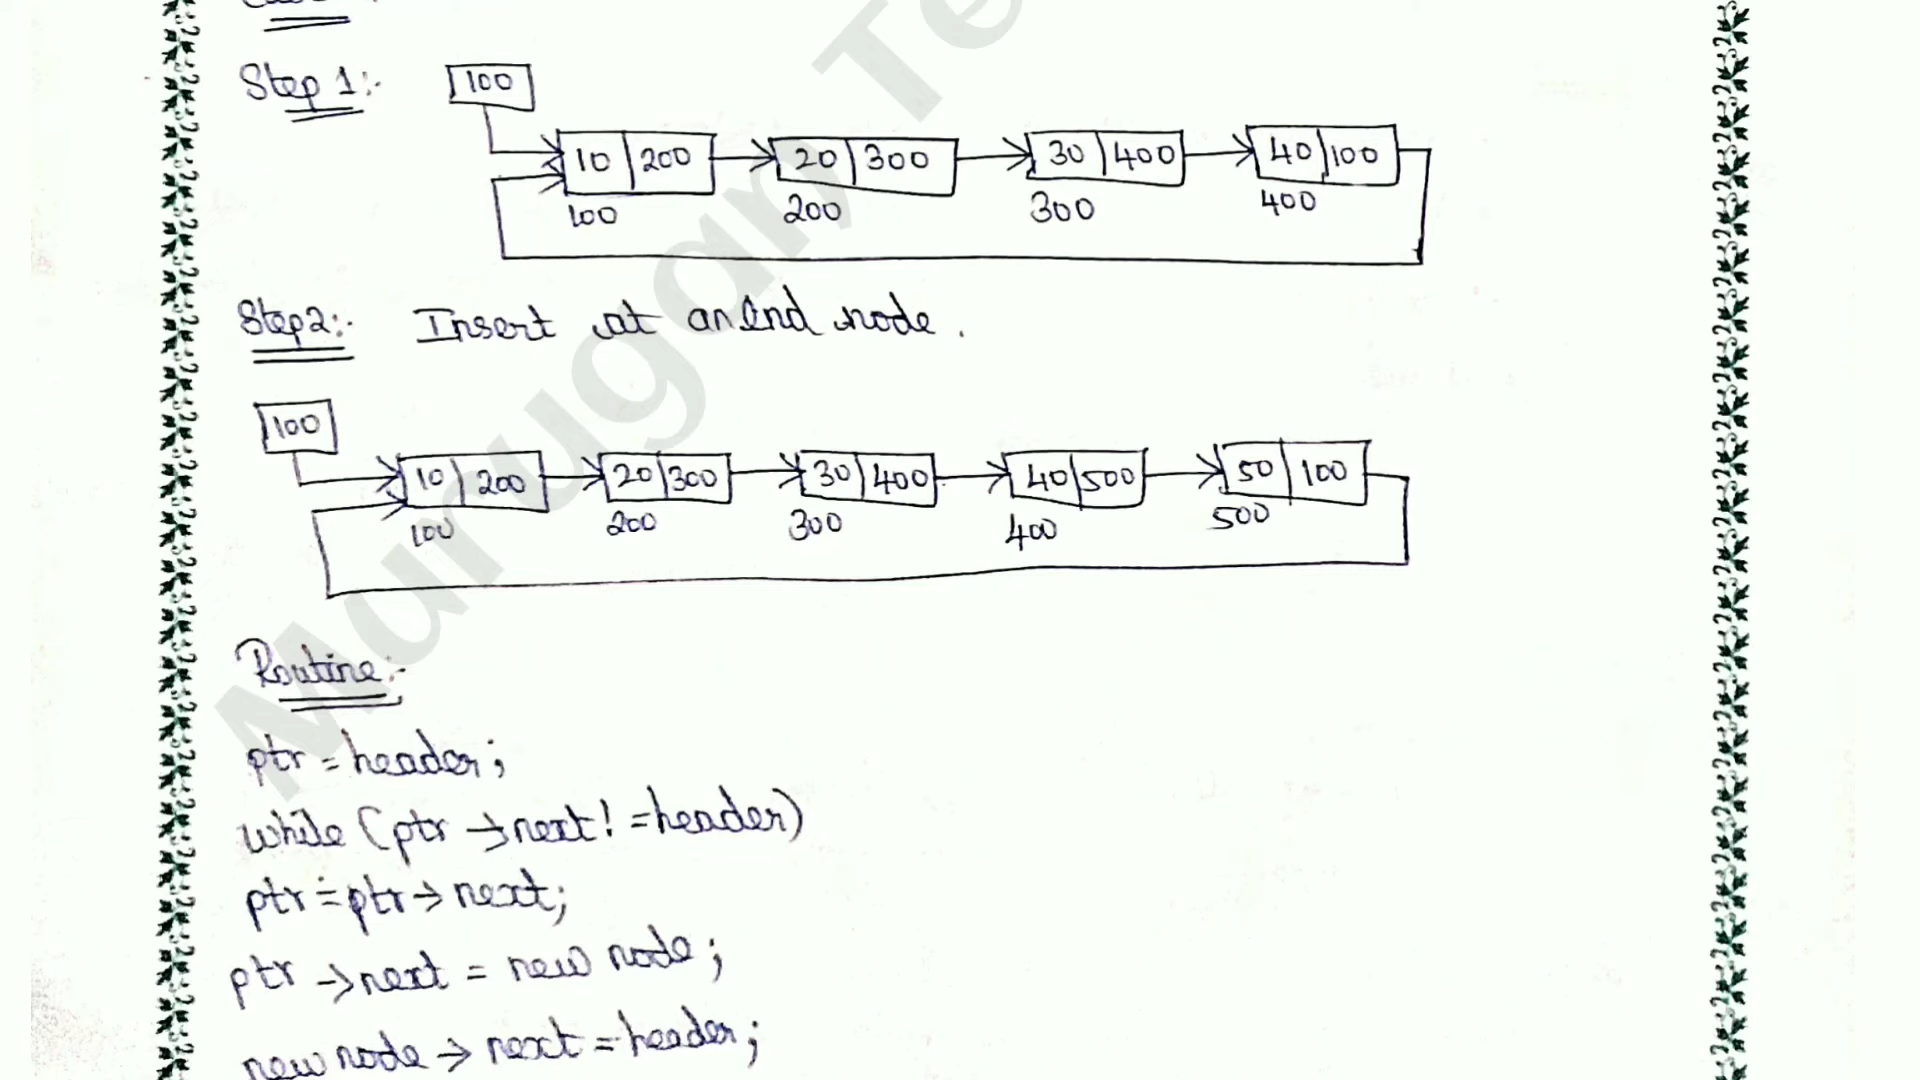 Step 1:-
100
10 200 20 300 30 400 40 100
100 200 300 400
Step2:- Insert at an end node.
100
10 200 20 300 30 400 40 500 50 100
100 200 300 400 500
Routine:-
ptr = header;
while (ptr →next! =header)
ptr = ptr→ next;
ptr →next = new node;
new node → next = header;
Murugan Te